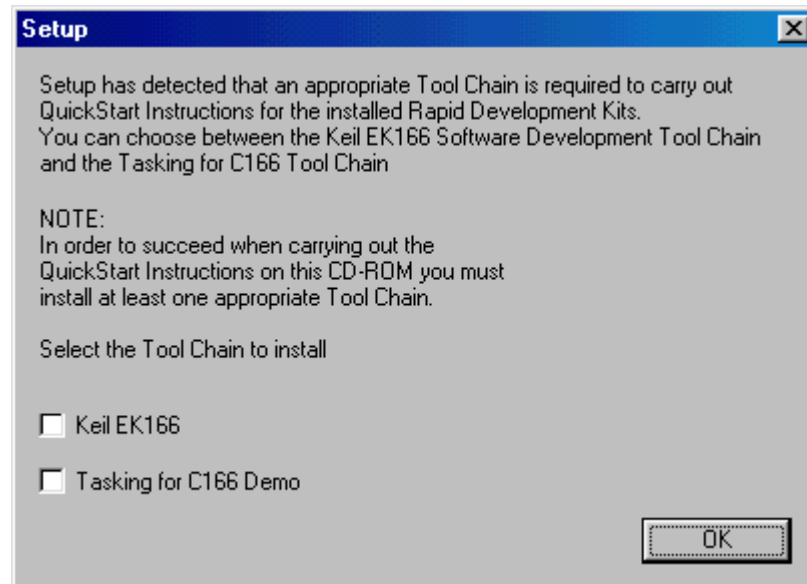 Setup
Setup has detected that an appropriate Tool Chain is required to carry out
QuickStart Instructions for the installed Rapid Development Kits.
You can choose between the Keil EK166 Software Development Tool Chain
and the Tasking for C166 Tool Chain
NOTE:
In order to succeed when carrying out the
QuickStart Instructions on this CD-ROM you must
install at least one appropriate Tool Chain.
Select the Tool Chain to install
Keil EK166
Tasking for C166 Demo
OK